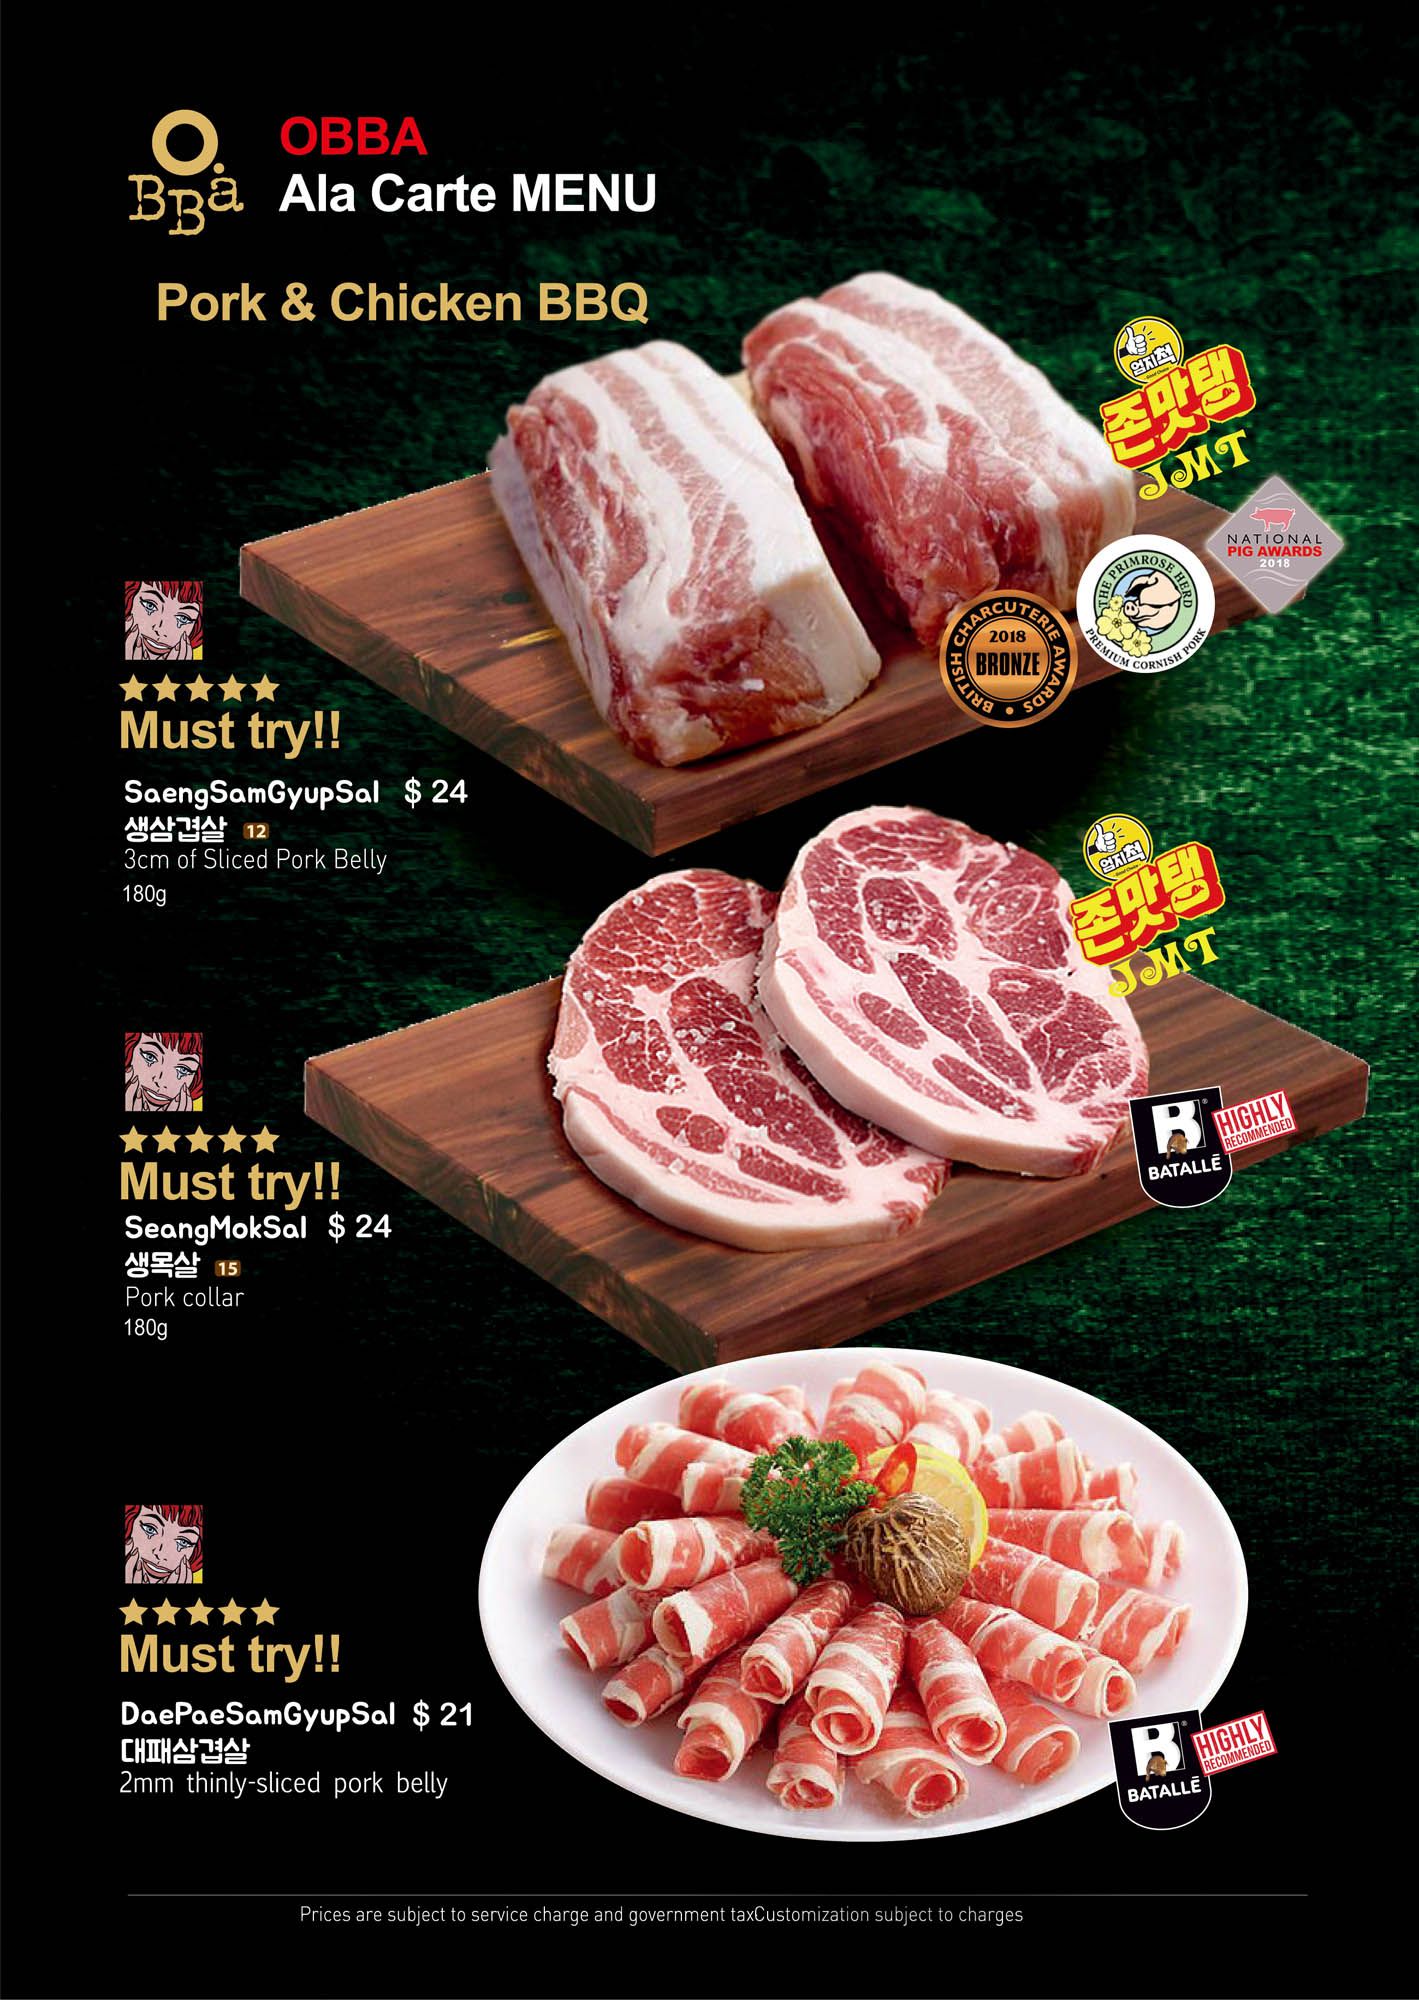 O.
BBa
OBBA
Ala Carte MENU
Pork & Chicken BBQ
엄지척
존맛탱
JMT
NATIONAL
PIG AWARDS
2018
THE PRIMROSE HERD
PREMIUM CORNISH PORK
BRITISH CHARCUTERIE AWARDS
2018
BRONZE
Must try!!
SaengSamGyupSal $ 24
생삼겹살 12
3cm of Sliced Pork Belly
180g
엄지척
존맛탱
JMT
B
BATALLĒ
HIGHLY
RECOMMENDED
Must try!!
SeangMokSal $ 24
생목살 15
Pork collar
180g
Must try!!
DaePaeSamGyupSal $ 21
대패삼겹살
2mm thinly-sliced pork belly
B
BATALLĒ
HIGHLY
RECOMMENDED
Prices are subject to service charge and government taxCustomization subject to charges